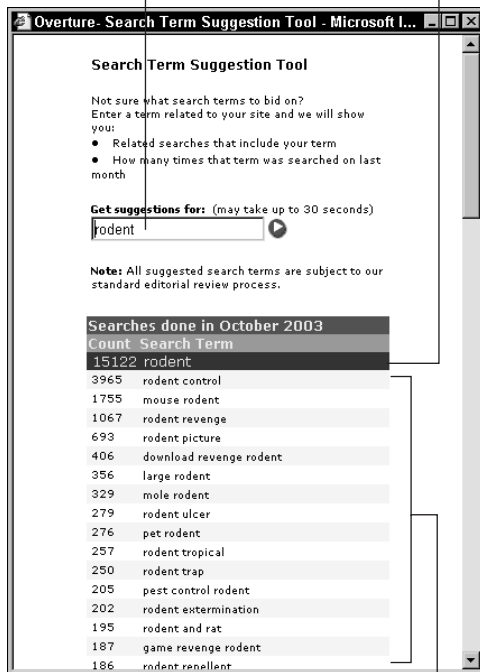 Overture- Search Term Suggestion Tool - Microsoft I...
Search Term Suggestion Tool
Not sure what search terms to bid on?
Enter a term related to your site and we will show
you:
• Related searches that include your term
• How many times that term was searched on last
month
Get suggestions for: (may take up to 30 seconds)
rodent
Note: All suggested search terms are subject to our
standard editorial review process.
Searches done in October 2003
Count Search Term
15122 rodent
3965 rodent control
1755 mouse rodent
1067 rodent revenge
693 rodent picture
406 download revenge rodent
356 large rodent
329 mole rodent
279 rodent ulcer
276 pet rodent
257 rodent tropical
250 rodent trap
205 pest control rodent
202 rodent extermination
195 rodent and rat
187 game revenge rodent
186 rodent repellent